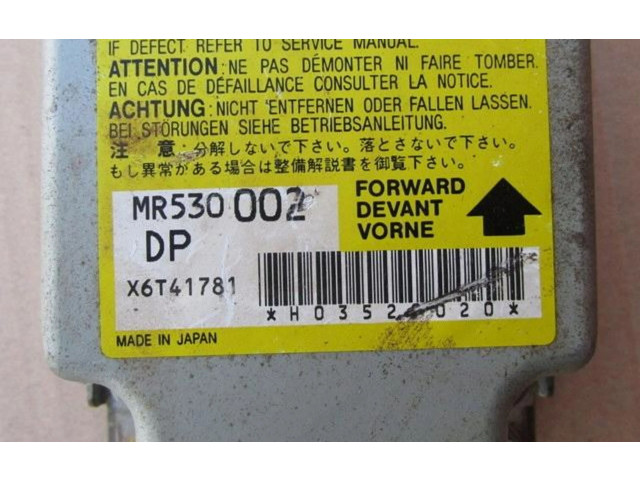 IF DEFECT REFER TO SERVICE MANUAL.
ATTENTION: NE PAS DÉMONTER NI FAIRE TOMBER.
EN CAS DE DÉFAILLANCE CONSULTER LA NOTICE.
ACHTUNG: NICHT ENTFERNEN ODER FALLEN LASSEN.
BEI STÖRUNGEN SIEHE BETRIEBSANLEITUNG.
注 意:分解しないで下さい。落とさないで下さい。
もし異常がある場合は整備解説書を御覧下さい。
MR530 002
DP
X6T41781
FORWARD
DEVANT
VORNE
*H0352 020*
MADE IN JAPAN